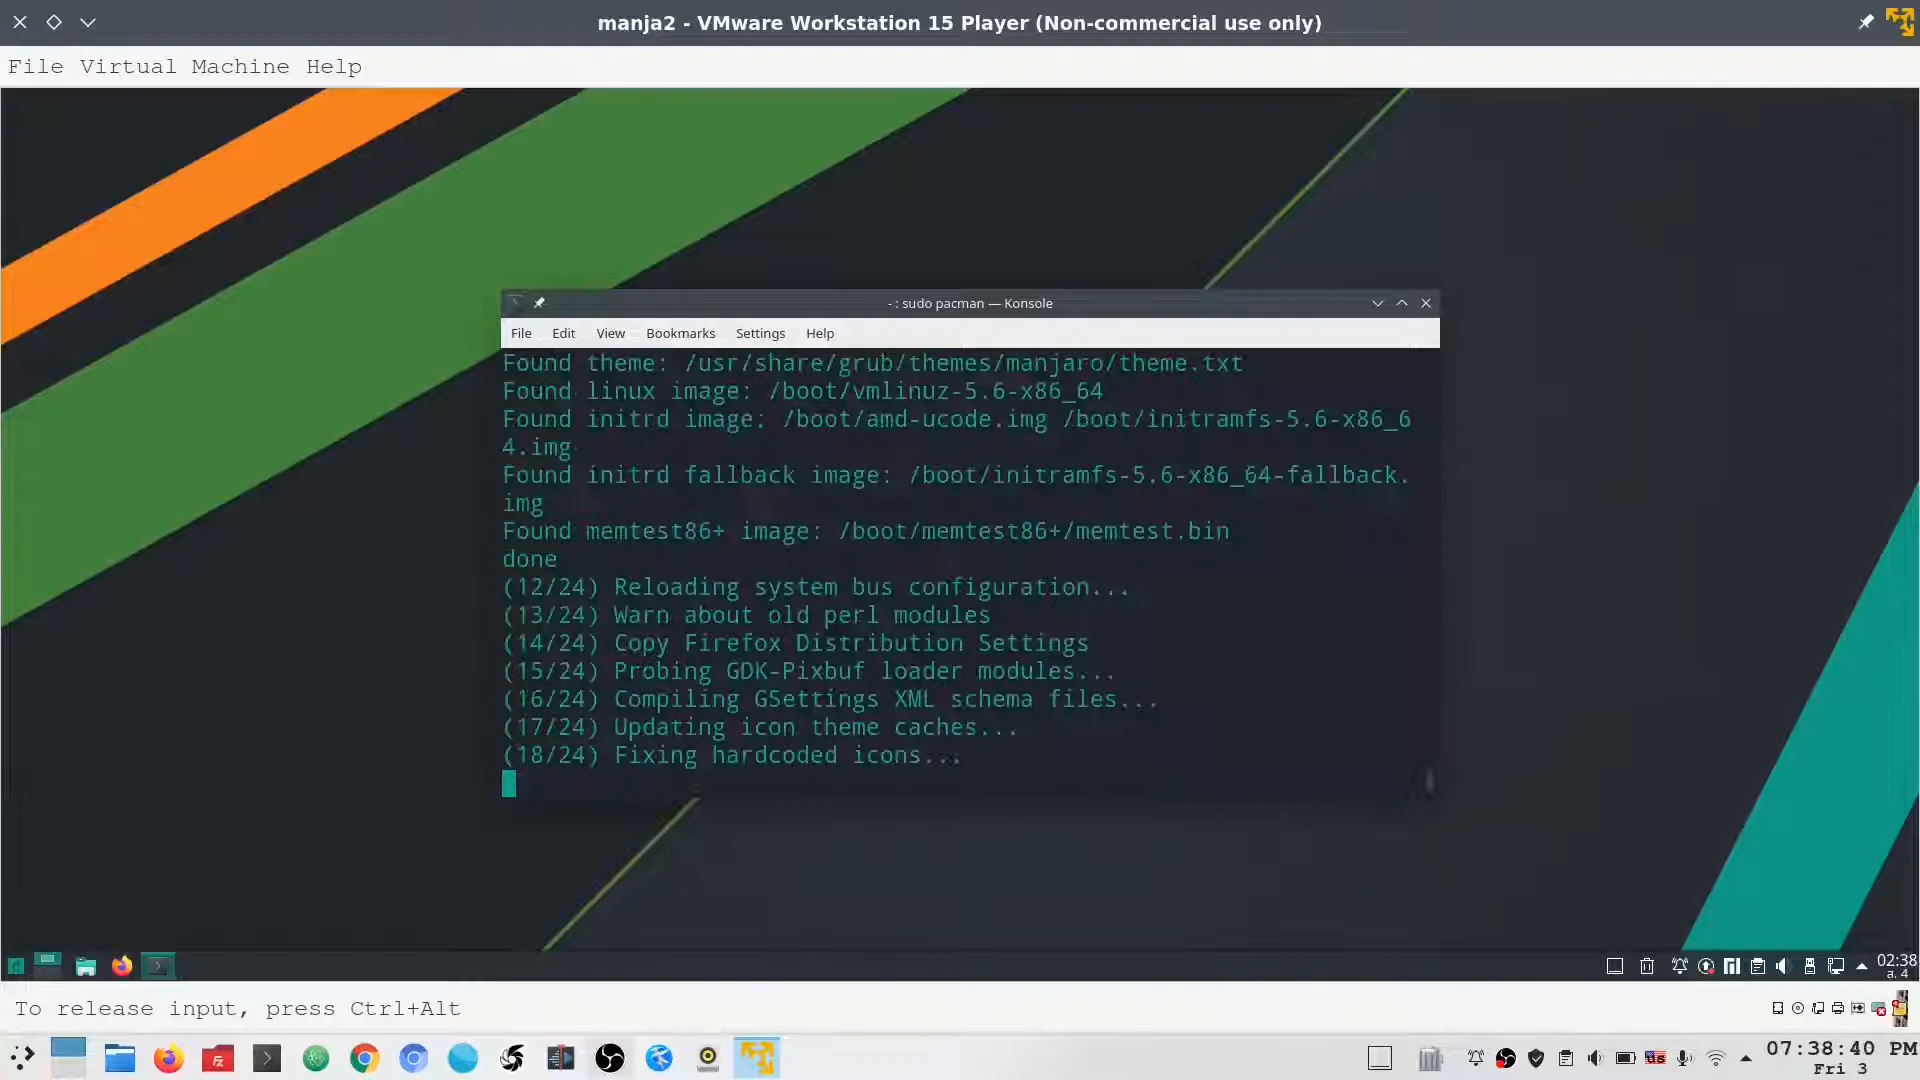 manja2 - VMware Workstation 15 Player (Non-commercial use only)
File Virtual Machine Help
- : sudo pacman — Konsole
File Edit View Bookmarks Settings Help
Found theme: /usr/share/grub/themes/manjaro/theme.txt
Found linux image: /boot/vmlinuz-5.6-x86_64
Found initrd image: /boot/amd-ucode.img /boot/initramfs-5.6-x86_6
4.img
Found initrd fallback image: /boot/initramfs-5.6-x86_64-fallback.
img
Found memtest86+ image: /boot/memtest86+/memtest.bin
done
(12/24) Reloading system bus configuration...
(13/24) Warn about old perl modules
(14/24) Copy Firefox Distribution Settings
(15/24) Probing GDK-Pixbuf loader modules...
(16/24) Compiling GSettings XML schema files...
(17/24) Updating icon theme caches...
(18/24) Fixing hardcoded icons...
02:38
a. 4
To release input, press Ctrl+Alt
Fz
us
07:38:40 PM
Fri 3